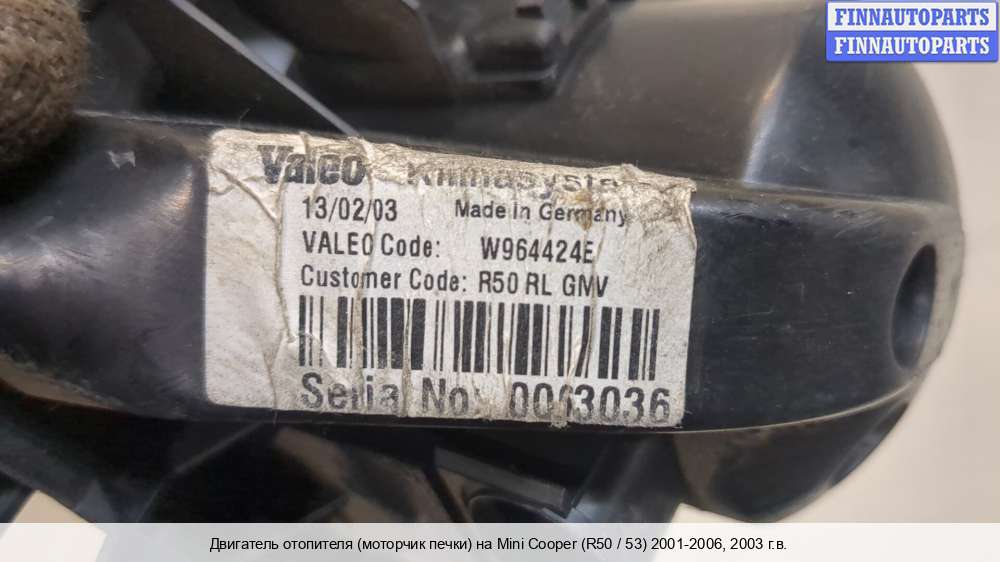 FINNAUTOPARTS
FINNAUTOPARTS
Valeo Klimasyste
13/02/03 Made in Germany
VALEO Code: W964424E
Customer Code: R50 RL GMV
Serial No: 0063036
Двигатель отопителя (моторчик печки) на Mini Cooper (R50 / 53) 2001-2006, 2003 г.в.